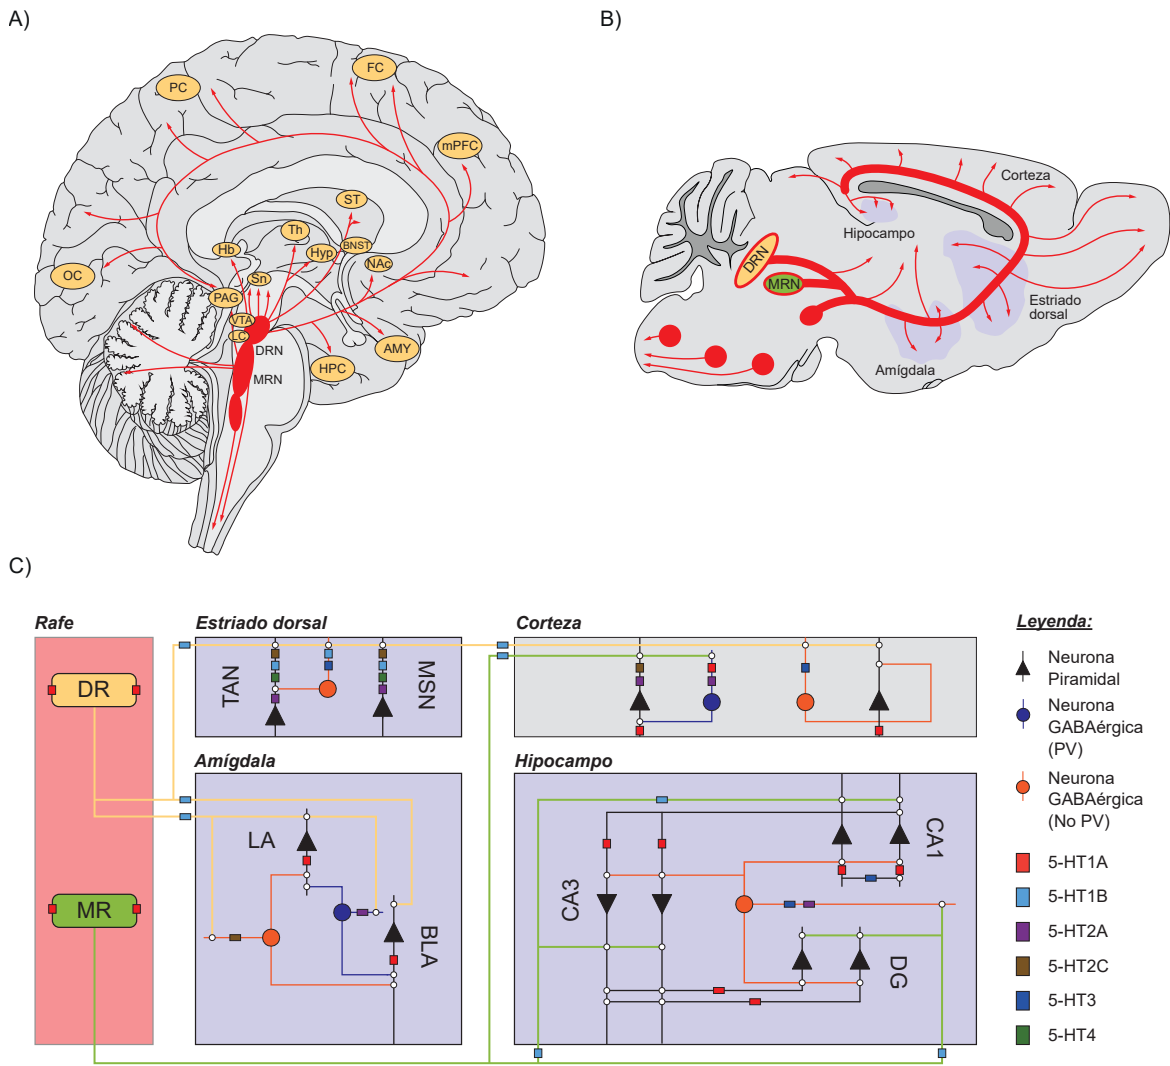 A)
B)
FC
PC
mPFC
ST
Th
Hb
Hyp
BNST
NAc
OC
Sn
PAG
VTA
LC
DRN
MRN
HPC
AMY
Corteza
Hipocampo
DRN
MRN
Estriado
dorsal
Amígdala
C)
Rafe
Estriado dorsal
Corteza
Leyenda:
DR
TAN
MSN
Neurona
Piramidal
Neurona
GABAérgica
(PV)
Amígdala
Hipocampo
Neurona
GABAérgica
(No PV)
LA
CA1
5-HT1A
MR
CA3
5-HT1B
BLA
5-HT2A
DG
5-HT2C
5-HT3
5-HT4